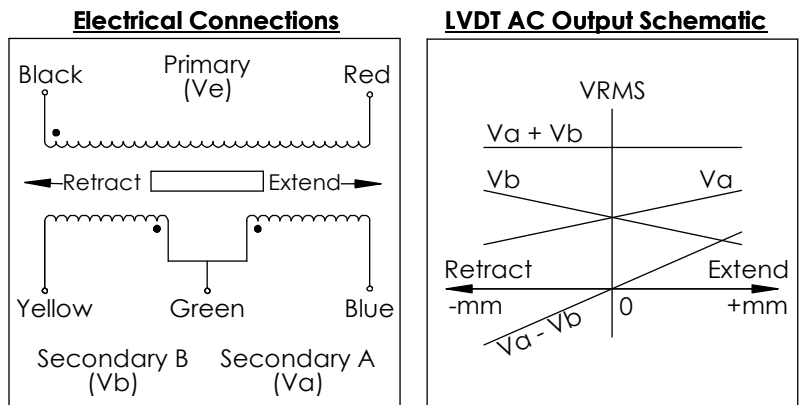 Electrical Connections
Black
Primary
(Ve)
Red
Retract
Extend
Yellow
Green
Blue
Secondary B
(Vb)
Secondary A
(Va)
LVDT AC Output Schematic
VRMS
Va + Vb
Vb
Va
Retract
Extend
-mm
0
+mm
Va - Vb